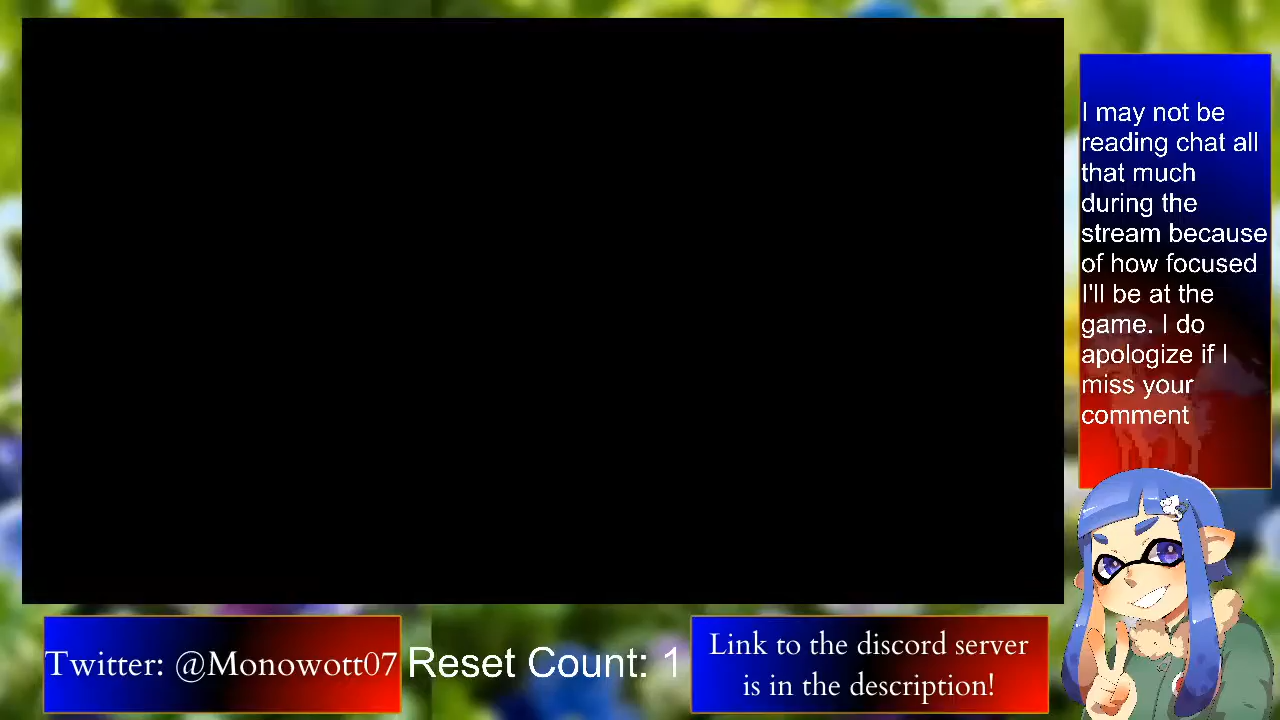 I may not be
reading chat all
that much
during the
stream because
of how focused
I'll be at the
game. I do
apologize if I
miss your
comment
Twitter: @Monowott07
Reset Count: 1
Link to the discord server
is in the description!